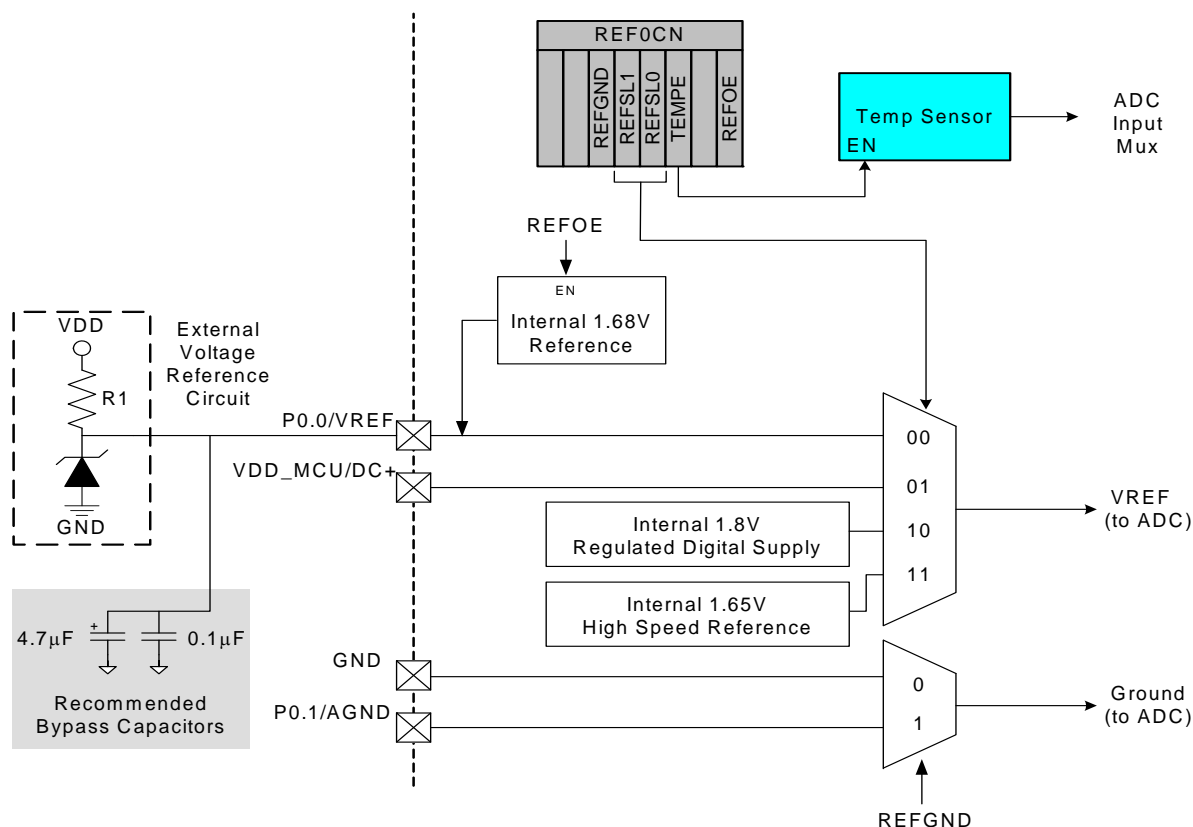 REF0CN
REFGND
REFSL1
REFSL0
TEMPE
REFOE
Temp Sensor
EN
ADC
Input
Mux
REFOE
EN
Internal 1.68V
Reference
VDD
R1
GND
External
Voltage
Reference
Circuit
P0.0/VREF
VDD_MCU/DC+
00
01
10
11
Internal 1.8V
Regulated Digital Supply
Internal 1.65V
High Speed Reference
VREF
(to ADC)
4.7µF
+
0.1µF
Recommended
Bypass Capacitors
GND
P0.1/AGND
0
1
Ground
(to ADC)
REFGND